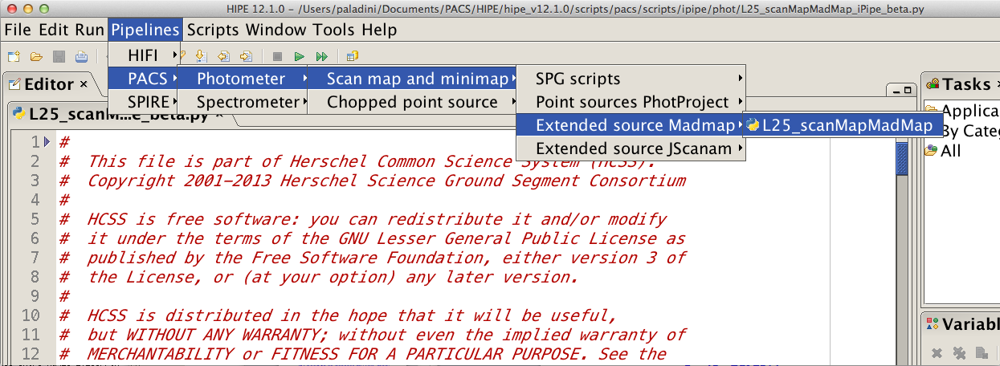 HIPE 12.1.0 - /Users/paladini/Documents/PACS/HIPE/hipe_v12.1.0/scripts/pacs/scripts/ipipe/phot/L25_scanMapMadMap_iPipe_beta.py
File Edit Run Pipelines Scripts Window Tools Help
HIFI
PACS Photometer Scan map and minimap SPG scripts
SPIRE Spectrometer Chopped point source Point sources PhotProject
Extended source Madmap L25_scanMapMadMap
Extended source JScanam
Editor × Tasks ×
L25_scanM...e_beta.py ×
Applica
By Categ
All
1 #
2 # This file is part of Herschel Common Science System (HCSS).
3 # Copyright 2001-2013 Herschel Science Ground Segment Consortium
4 #
5 # HCSS is free software: you can redistribute it and/or modify
6 # it under the terms of the GNU Lesser General Public License as
7 # published by the Free Software Foundation, either version 3 of
8 # the License, or (at your option) any later version.
9 #
10 # HCSS is distributed in the hope that it will be useful,
11 # but WITHOUT ANY WARRANTY; without even the implied warranty of
12 # MERCHANTABILITY or FITNESS FOR A PARTICULAR PURPOSE. See the
Variabl